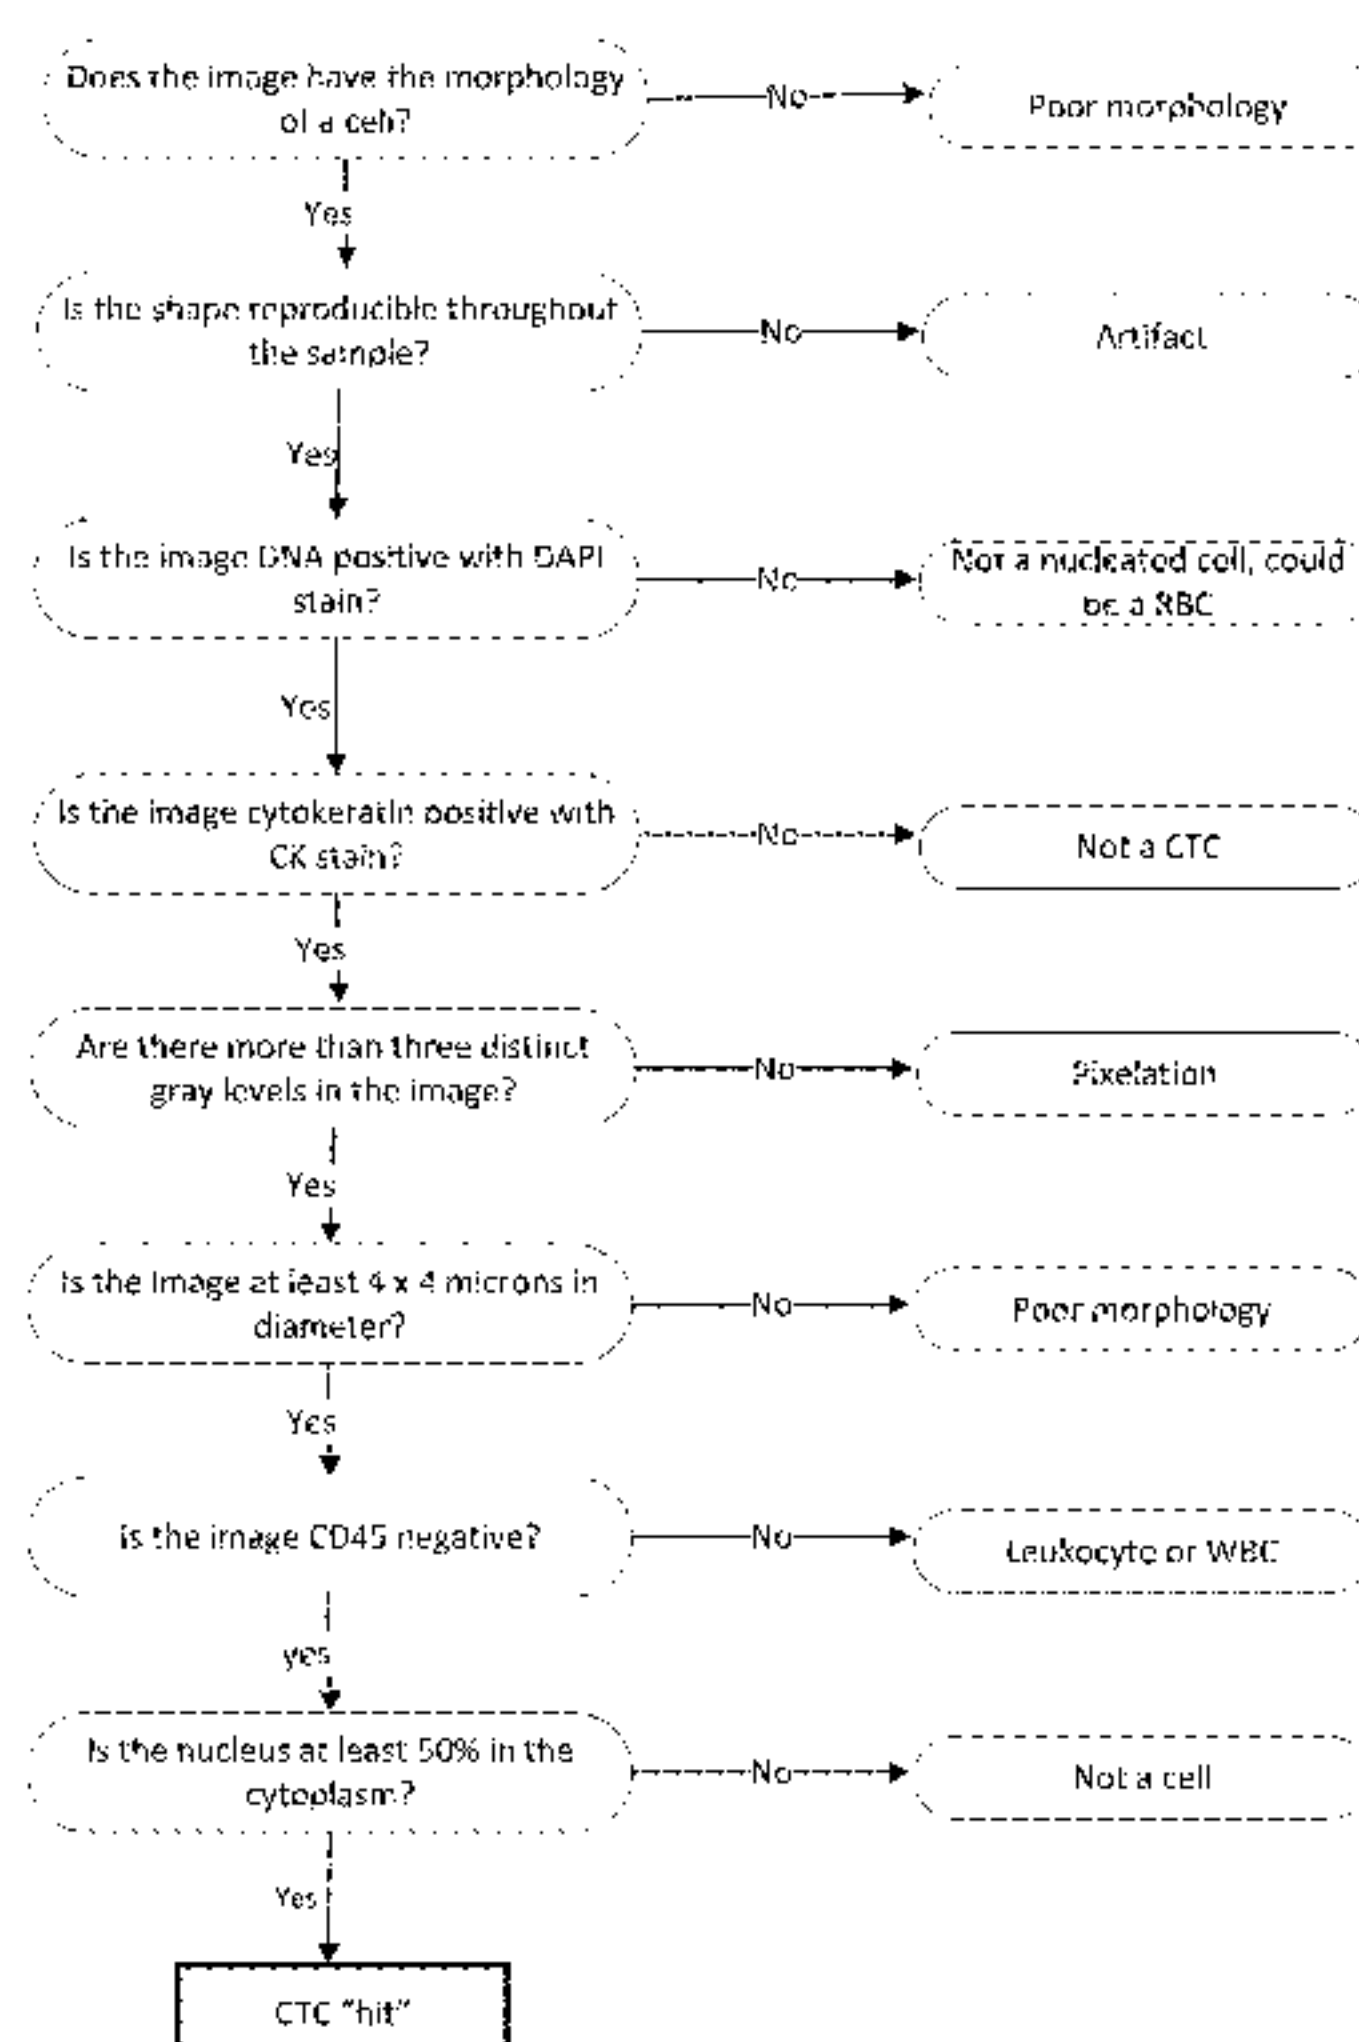 Does the image have the morphology
of a cell?
No
Poor morphology
Yes
Is the shape reproducible throughout
the sample?
No
Artifact
Yes
Is the image DNA positive with DAPI
stain?
No
Not a nucleated cell, could
be a RBC
Yes
Is the image cytokeratin positive with
CK stain?
No
Not a CTC
Yes
Are there more than three distinct
gray levels in the image?
No
Pixelation
Yes
Is the Image at least 4 x 4 microns in
diameter?
No
Poor morphology
Yes
Is the image CD45 negative?
No
Leukocyte or WBC
yes
Is the nucleus at least 50% in the
cytoplasm?
No
Not a cell
Yes
CTC "hit"